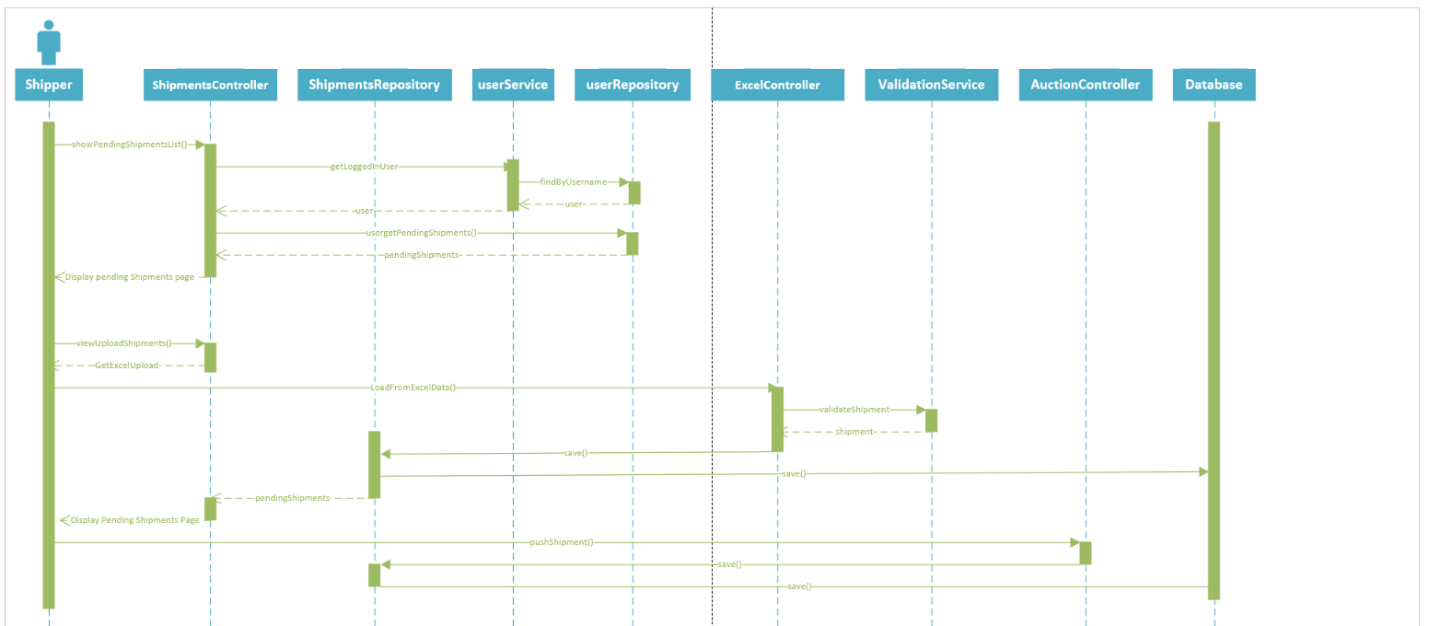 Shipper
ShipmentsController
ShipmentsRepository
userService
userRepository
ExcelController
ValidationService
AuctionController
Database
showPendingShipmentsList()
getLoggedInUser
findByUsername
user
user
usergetPendingShipments()
pendingShipments
Display pending Shipments page
viewUploadShipments()
GetExcelUpload
LoadFromExcelData()
validateShipment
shipment
save()
save()
pendingShipments
Display Pending Shipments Page
pushShipment()
save()
save()